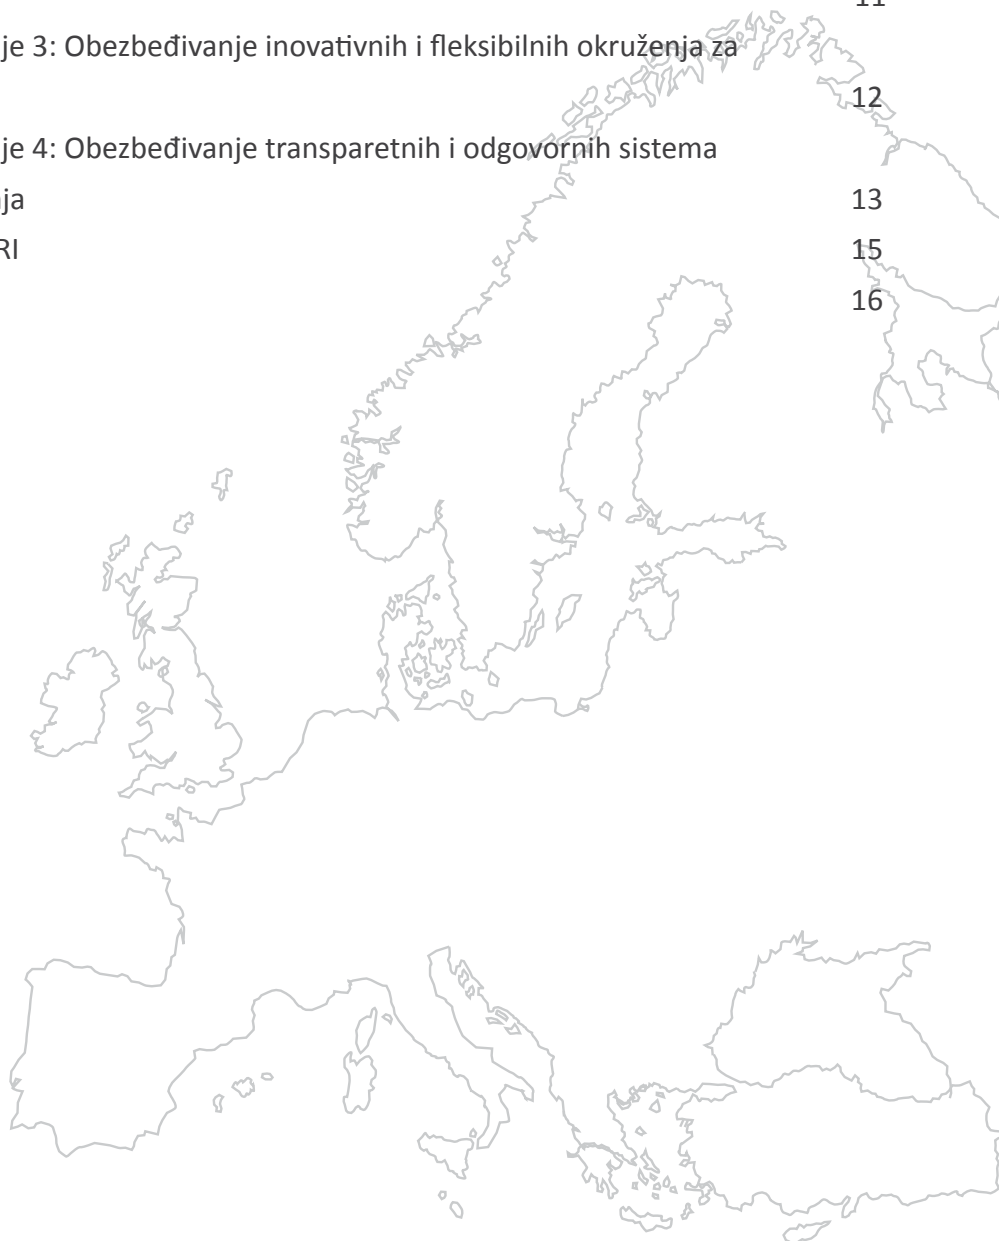 11
je 3: Obezbeđivanje inovativnih i fleksibilnih okruženja za
12
je 4: Obezbeđivanje transparetnih i odgovornih sistema
ja 13
RI 15
16